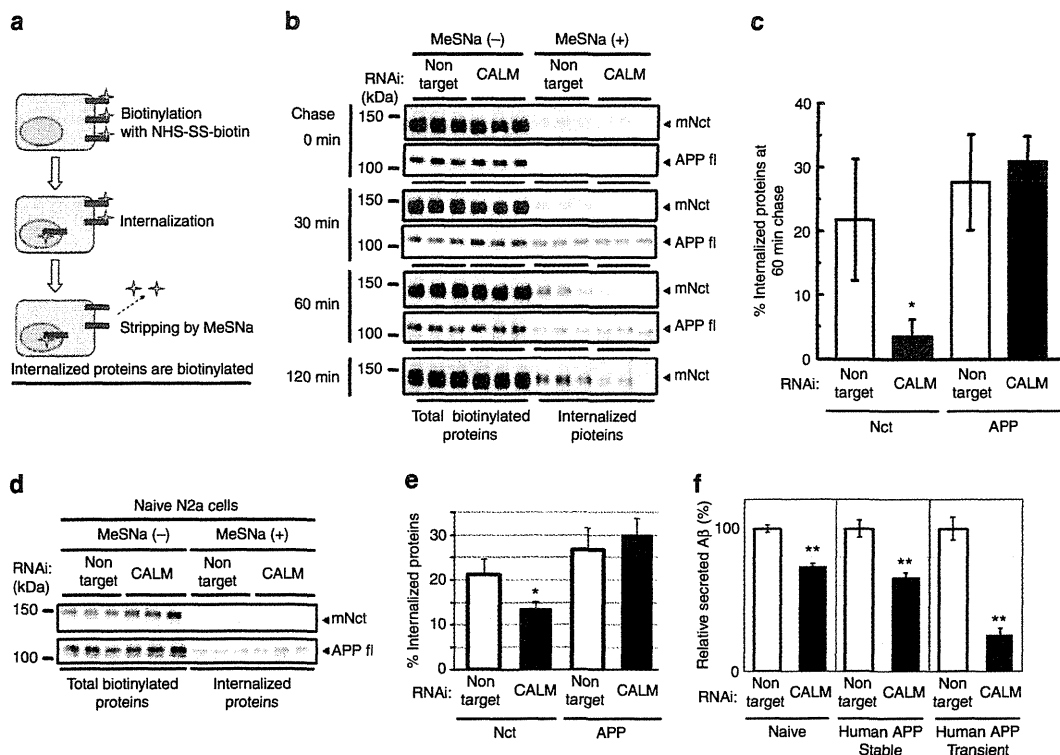 a
Biotinylation
with NHS-SS-biotin
Internalization
Stripping by MeSNa
Internalized proteins are biotinylated
b
MeSNa (–) MeSNa (+)
RNAi: Non target CALM Non target CALM
(kDa)
Chase
0 min
150
mNct
100
APP fl
30 min
150
mNct
100
APP fl
60 min
150
mNct
100
APP fl
120 min
150
mNct
Total biotinylated proteins
Internalized pioteins
c
% Internalized proteins at
60 min chase
40
30
20
10
0
*
RNAi: Non target CALM Non target CALM
Nct APP
d
Naive N2a cells
MeSNa (–) MeSNa (+)
RNAi: Non target CALM Non target CALM
(kDa)
150
mNct
100
APP fl
Total biotinylated proteins
Internalized proteins
e
% Internalized proteins
30
20
10
0
*
RNAi: Non target CALM Non target CALM
Nct APP
f
Relative secreted Aβ (%)
100
0
** ** **
RNAi: Non target CALM Non target CALM Non target CALM
Naive Human APP Stable Human APP Transient